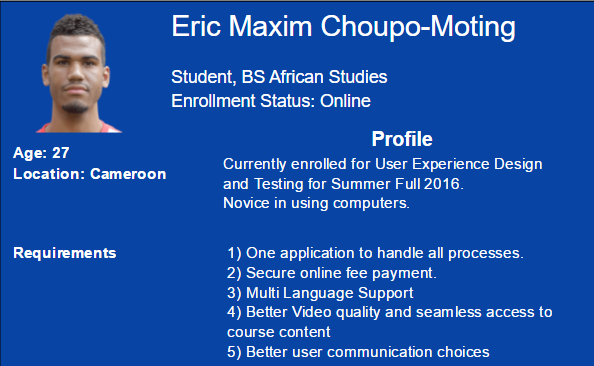 Eric Maxim Choupo-Moting
Student, BS African Studies
Enrollment Status: Online
Profile
Age: 27
Location: Cameroon
Currently enrolled for User Experience Design
and Testing for Summer Full 2016.
Novice in using computers.
Requirements
1) One application to handle all processes.
2) Secure online fee payment.
3) Multi Language Support
4) Better Video quality and seamless access to
course content
5) Better user communication choices